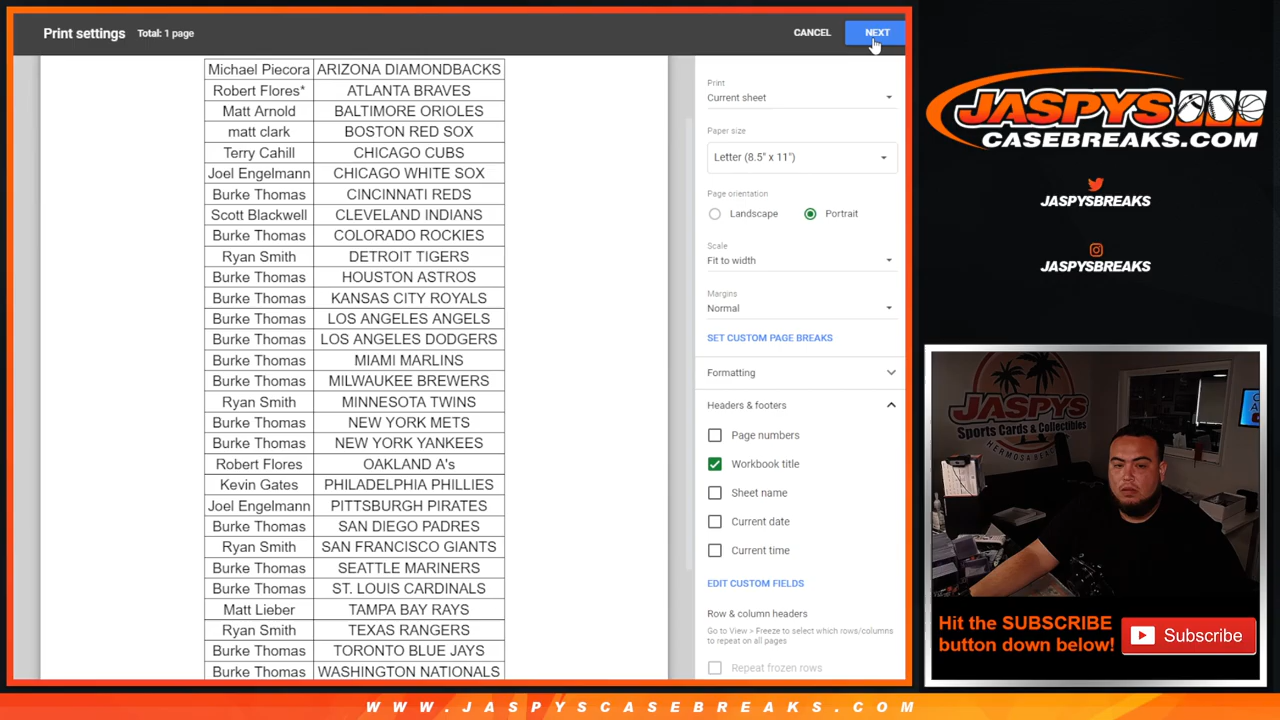 Print settings Total: 1 page CANCEL NEXT
Michael Piecora ARIZONA DIAMONDBACKS
Robert Flores* ATLANTA BRAVES
Matt Arnold BALTIMORE ORIOLES
matt clark BOSTON RED SOX
Terry Cahill CHICAGO CUBS
Joel Engelmann CHICAGO WHITE SOX
Burke Thomas CINCINNATI REDS
Scott Blackwell CLEVELAND INDIANS
Burke Thomas COLORADO ROCKIES
Ryan Smith DETROIT TIGERS
Burke Thomas HOUSTON ASTROS
Burke Thomas KANSAS CITY ROYALS
Burke Thomas LOS ANGELES ANGELS
Burke Thomas LOS ANGELES DODGERS
Burke Thomas MIAMI MARLINS
Burke Thomas MILWAUKEE BREWERS
Ryan Smith MINNESOTA TWINS
Burke Thomas NEW YORK METS
Burke Thomas NEW YORK YANKEES
Robert Flores OAKLAND A's
Kevin Gates PHILADELPHIA PHILLIES
Joel Engelmann PITTSBURGH PIRATES
Burke Thomas SAN DIEGO PADRES
Ryan Smith SAN FRANCISCO GIANTS
Burke Thomas SEATTLE MARINERS
Burke Thomas ST. LOUIS CARDINALS
Matt Lieber TAMPA BAY RAYS
Ryan Smith TEXAS RANGERS
Burke Thomas TORONTO BLUE JAYS
Burke Thomas WASHINGTON NATIONALS
Print
Current sheet
Paper size
Letter (8.5" x 11")
Page orientation
Landscape Portrait
Scale
Fit to width
Margins
Normal
SET CUSTOM PAGE BREAKS
Formatting
Headers & footers
Page numbers
Workbook title
Sheet name
Current date
Current time
EDIT CUSTOM FIELDS
Row & column headers
Go to View > Freeze to select which rows/columns
to repeat on all pages
Repeat frozen rows
JASPYS
CASEBREAKS.COM
JASPYSBREAKS
JASPYSBREAKS
JASPYS
Sports Cards & Collectibles
HERMOSA BEACH
Hit the SUBSCRIBE
button down below!
Subscribe
WWW.JASPYSCASEBREAKS.COM